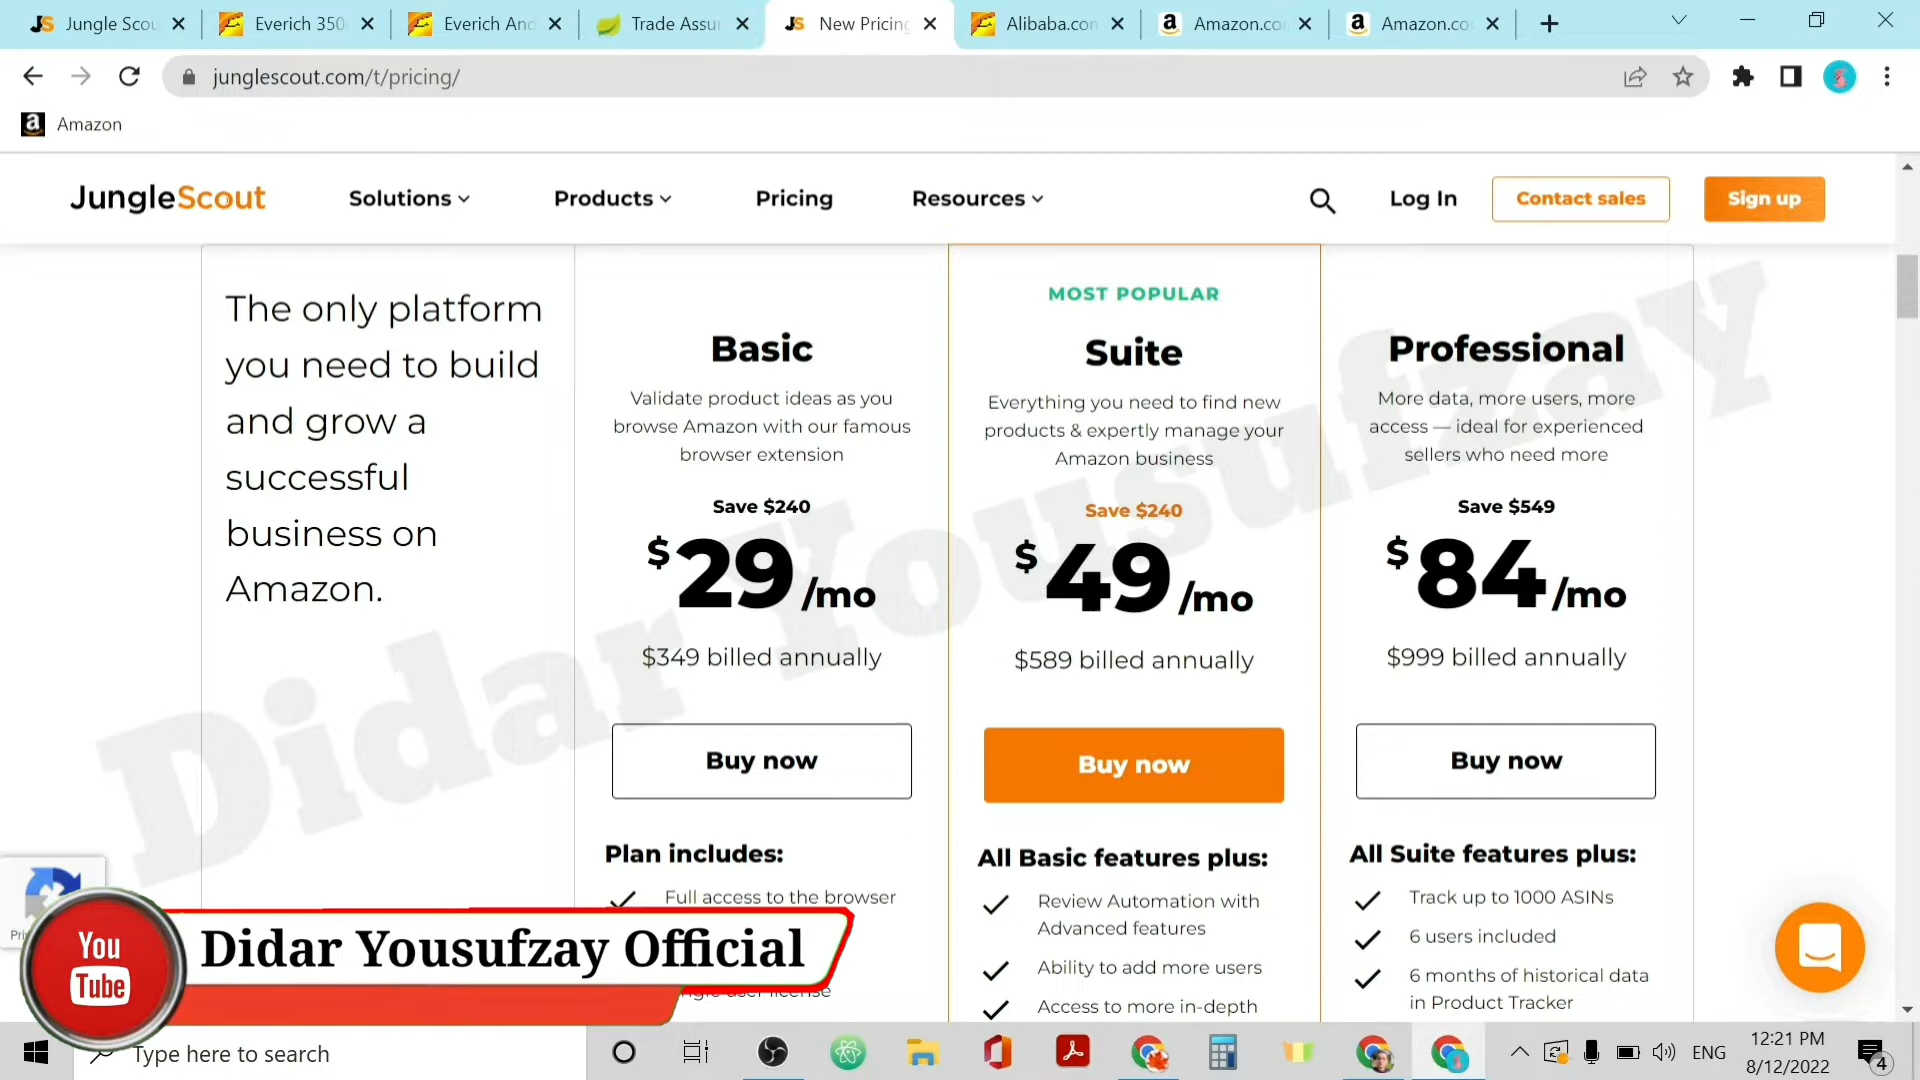 Jungle Scou
Everich 350
Everich And
Trade Assur
New Pricing
Alibaba.com
Amazon.co
Amazon.co
junglescout.com/t/pricing/
Amazon
JungleScout
Solutions
Products
Pricing
Resources
Log In
Contact sales
Sign up
The only platform
you need to build
and grow a
successful
business on
Amazon.
Basic
Validate product ideas as you
browse Amazon with our famous
browser extension
Save $240
$29/mo
$349 billed annually
Buy now
Plan includes:
Full access to the browser
MOST POPULAR
Suite
Everything you need to find new
products & expertly manage your
Amazon business
Save $240
$49/mo
$589 billed annually
Buy now
All Basic features plus:
Review Automation with
Advanced features
Ability to add more users
Access to more in-depth
Professional
More data, more users, more
access — ideal for experienced
sellers who need more
Save $549
$84/mo
$999 billed annually
Buy now
All Suite features plus:
Track up to 1000 ASINs
6 users included
6 months of historical data
in Product Tracker
Didar Yousufzay
You
Tube
Didar Yousufzay Official
Type here to search
ENG
12:21 PM
8/12/2022
4